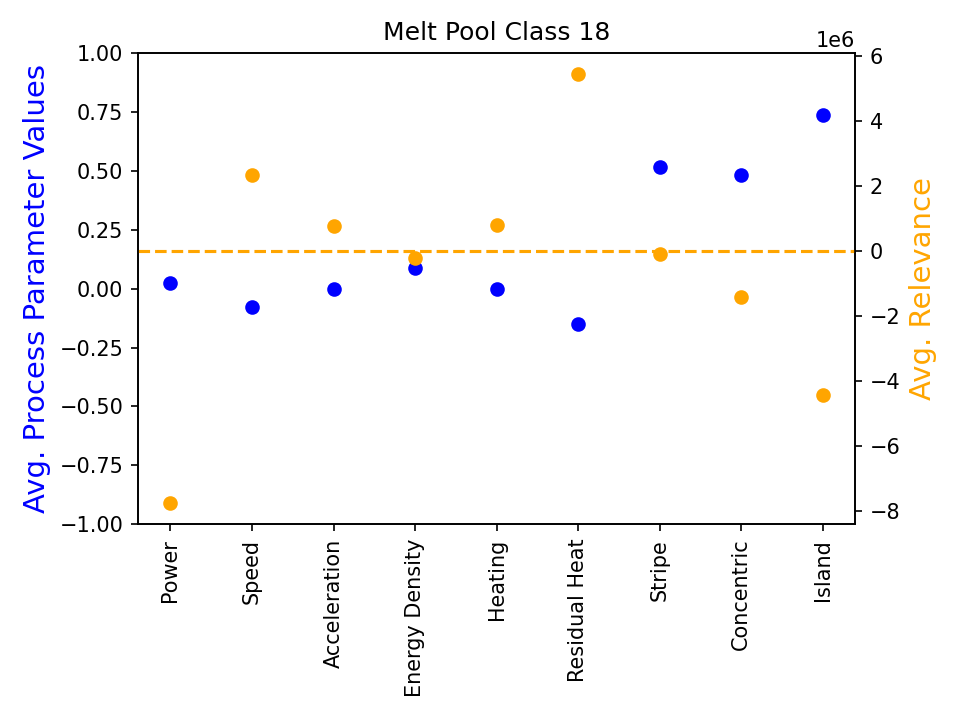 Melt Pool Class 18
1e6
Avg. Process Parameter Values
1.00
0.75
0.50
0.25
0.00
−0.25
−0.50
−0.75
−1.00
6
4
2
0
−2
−4
−6
−8
Avg. Relevance
Power
Speed
Acceleration
Energy Density
Heating
Residual Heat
Stripe
Concentric
Island